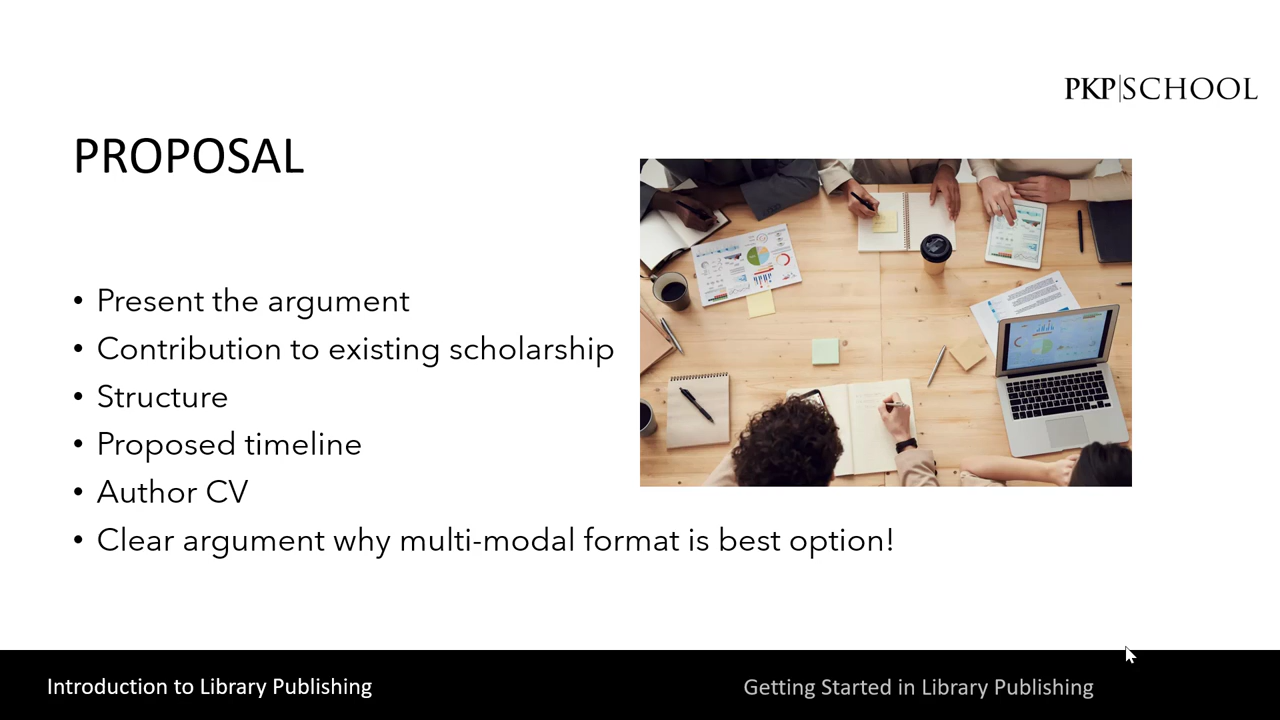 PKP|SCHOOL
PROPOSAL
• Present the argument
• Contribution to existing scholarship
• Structure
• Proposed timeline
• Author CV
• Clear argument why multi-modal format is best option!
Introduction to Library Publishing
Getting Started in Library Publishing